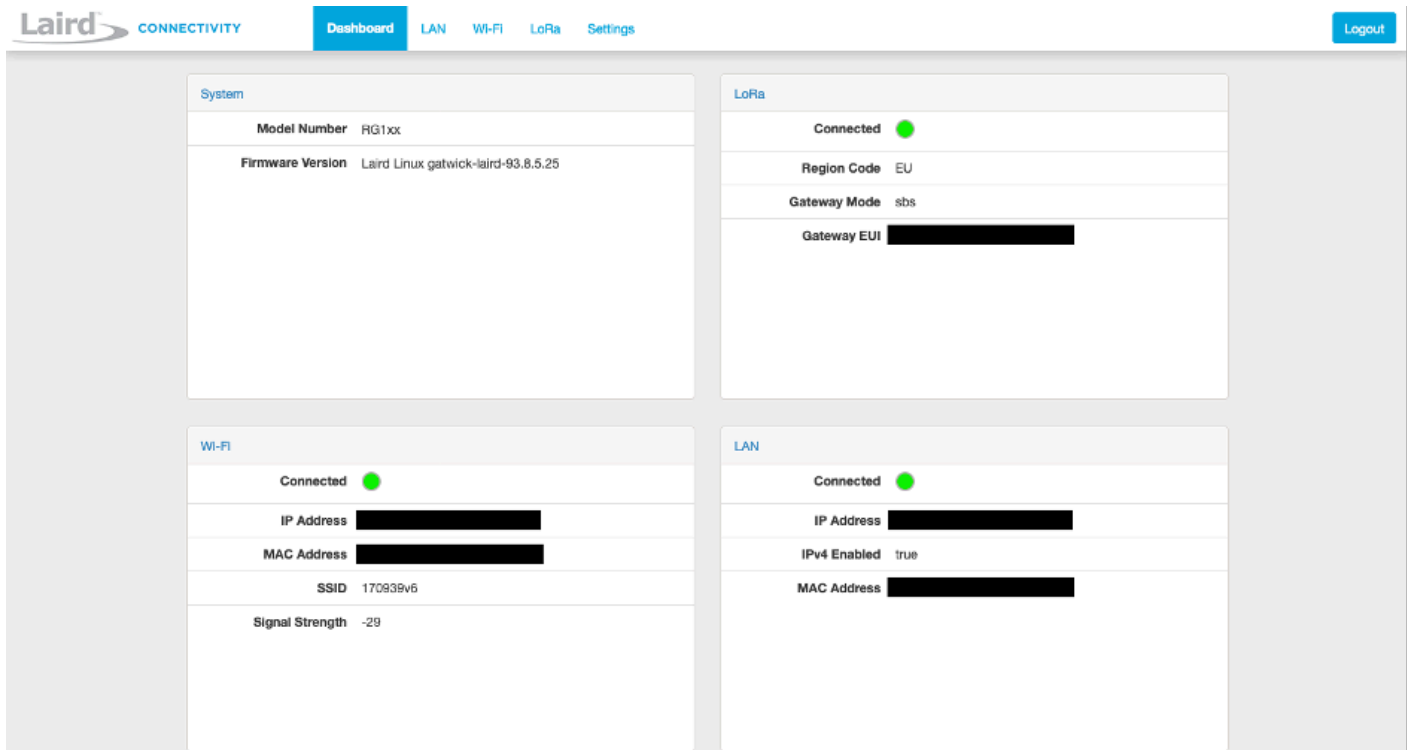 Laird™ CONNECTIVITY Dashboard LAN Wi-Fi LoRa Settings Logout
System
Model Number RG1xx
Firmware Version Laird Linux gatwick-laird-93.8.5.25
LoRa
Connected
Region Code EU
Gateway Mode sbs
Gateway EUI
Wi-Fi
Connected
IP Address
MAC Address
SSID 170939v6
Signal Strength -29
LAN
Connected
IP Address
IPv4 Enabled true
MAC Address